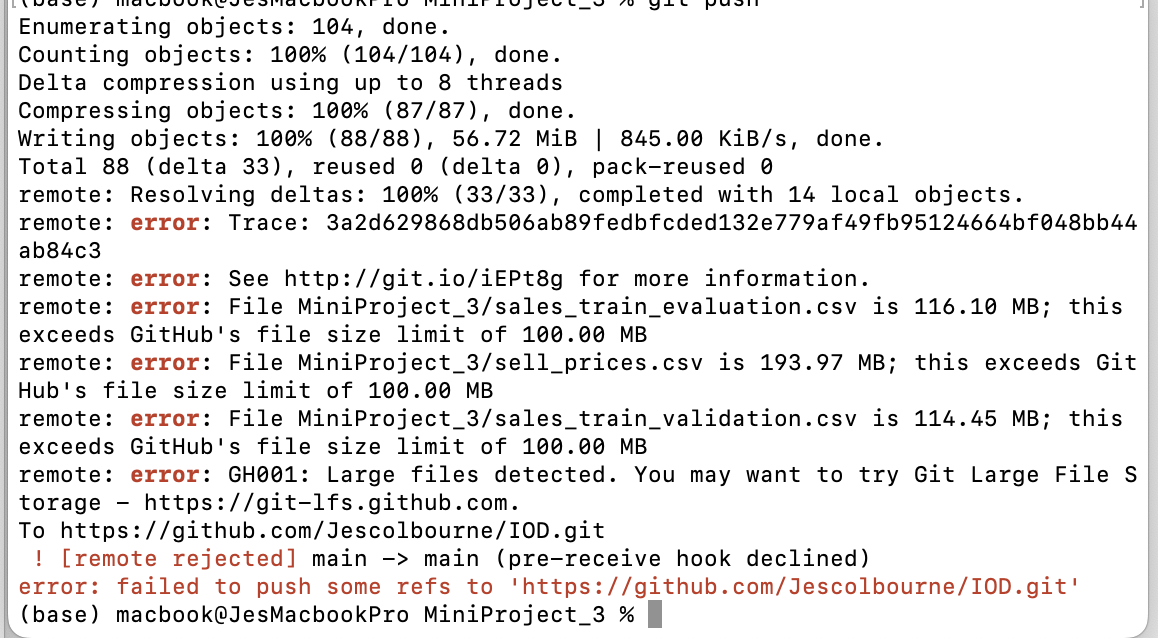 (base) macbook@JesMacbookPro MiniProject_3 % git push
Enumerating objects: 104, done.
Counting objects: 100% (104/104), done.
Delta compression using up to 8 threads
Compressing objects: 100% (87/87), done.
Writing objects: 100% (88/88), 56.72 MiB | 845.00 KiB/s, done.
Total 88 (delta 33), reused 0 (delta 0), pack-reused 0
remote: Resolving deltas: 100% (33/33), completed with 14 local objects.
remote: error: Trace: 3a2d629868db506ab89fedbfcded132e779af49fb95124664bf048bb44
ab84c3
remote: error: See http://git.io/iEPt8g for more information.
remote: error: File MiniProject_3/sales_train_evaluation.csv is 116.10 MB; this
exceeds GitHub's file size limit of 100.00 MB
remote: error: File MiniProject_3/sell_prices.csv is 193.97 MB; this exceeds Git
Hub's file size limit of 100.00 MB
remote: error: File MiniProject_3/sales_train_validation.csv is 114.45 MB; this
exceeds GitHub's file size limit of 100.00 MB
remote: error: GH001: Large files detected. You may want to try Git Large File S
torage - https://git-lfs.github.com.
To https://github.com/Jescolbourne/IOD.git
 ! [remote rejected] main -> main (pre-receive hook declined)
error: failed to push some refs to 'https://github.com/Jescolbourne/IOD.git'
(base) macbook@JesMacbookPro MiniProject_3 %